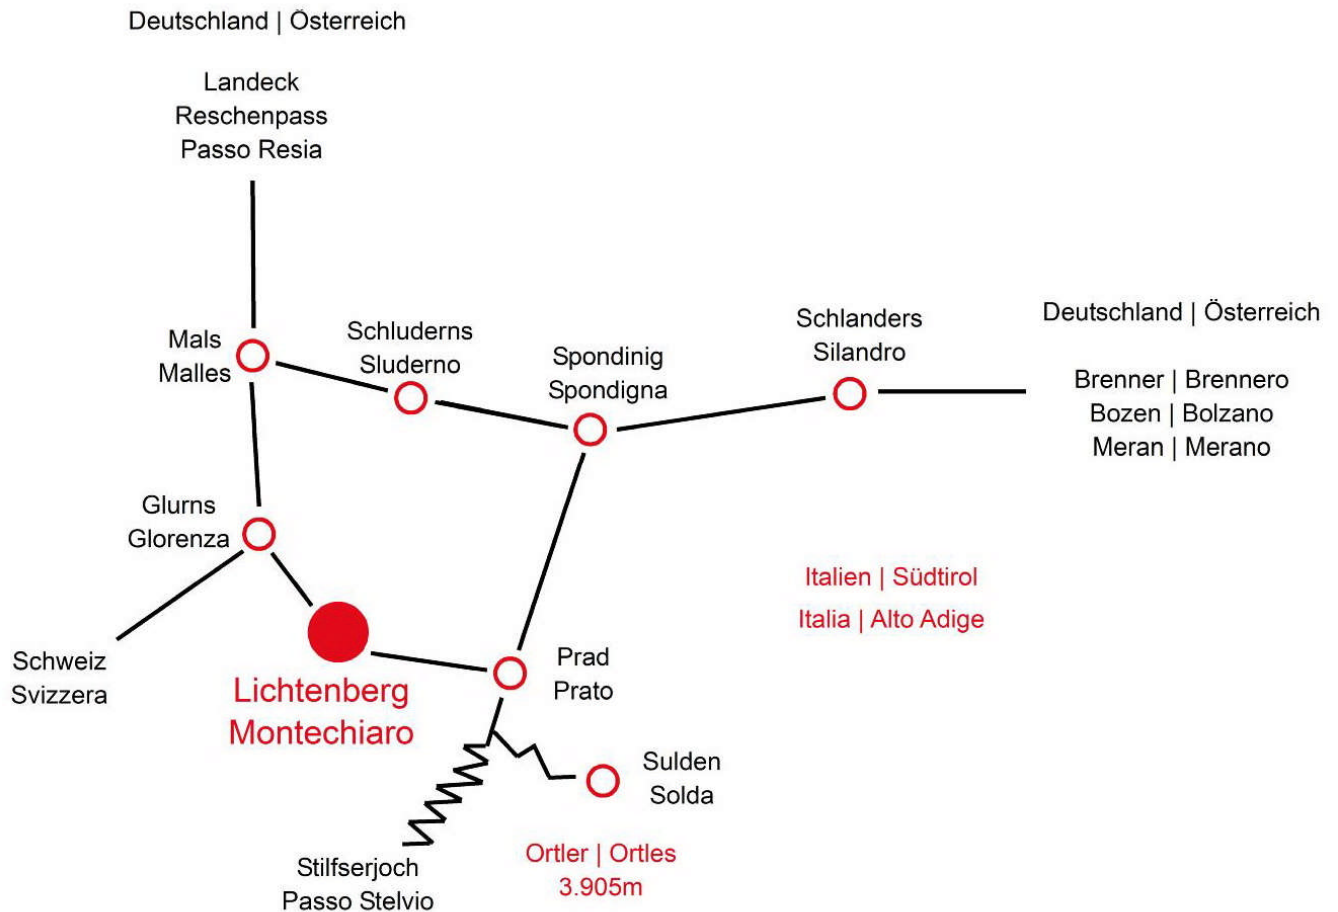 Deutschland | Österreich
Landeck
Reschenpass
Passo Resia
Mals
Malles
Schluderns
Sluderno
Spondinig
Spondigna
Schlanders
Silandro
Deutschland | Österreich
Brenner | Brennero
Bozen | Bolzano
Meran | Merano
Glurns
Glorenza
Italien | Südtirol
Italia | Alto Adige
Schweiz
Svizzera
Lichtenberg
Montechiaro
Prad
Prato
Sulden
Solda
Ortler | Ortles
3.905m
Stilfserjoch
Passo Stelvio